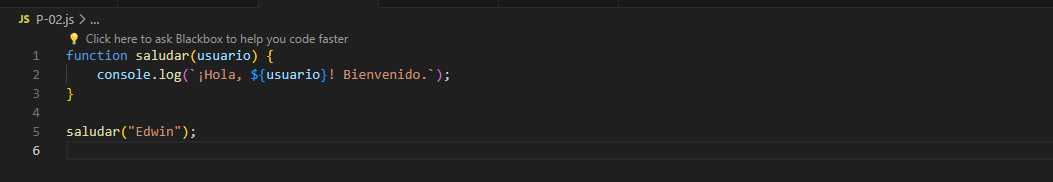 JS P-02.js > ...
Click here to ask Blackbox to help you code faster
1 function saludar(usuario) {
2     console.log(`¡Hola, ${usuario}! Bienvenido.`);
3 }
4
5 saludar("Edwin");
6